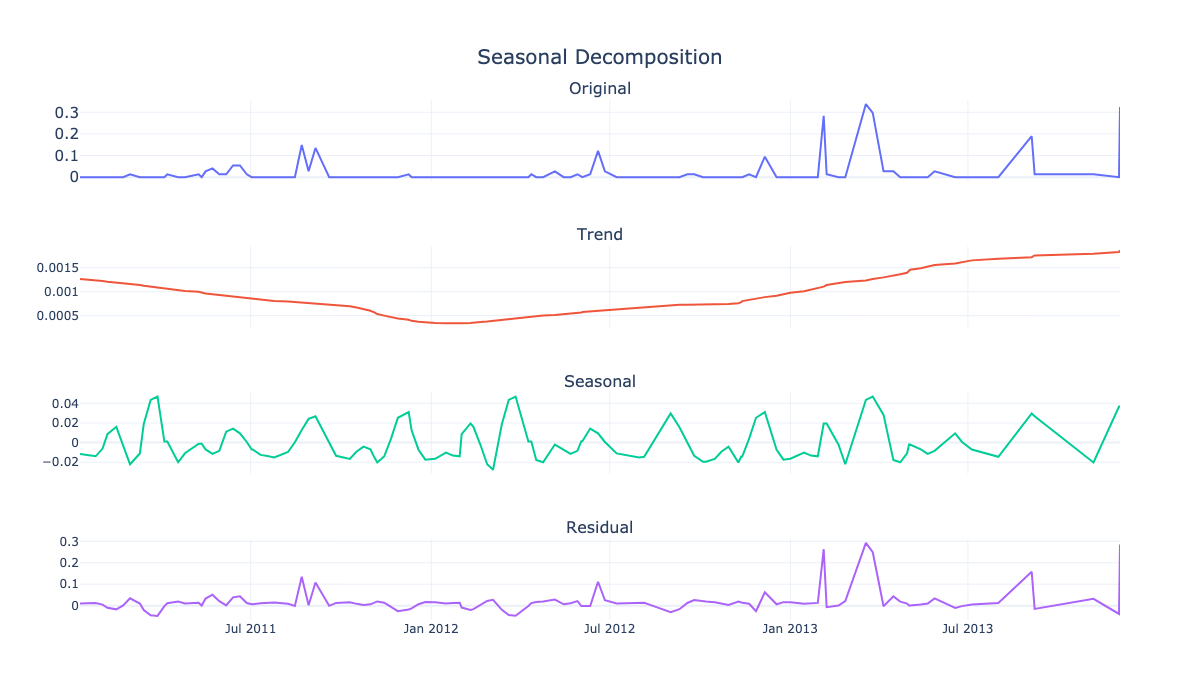 Seasonal Decomposition
Original
0.3
0.2
0.1
0
Trend
0.0015
0.001
0.0005
Seasonal
0.04
0.02
0
−0.02
Residual
0.3
0.2
0.1
0
Jul 2011 Jan 2012 Jul 2012 Jan 2013 Jul 2013